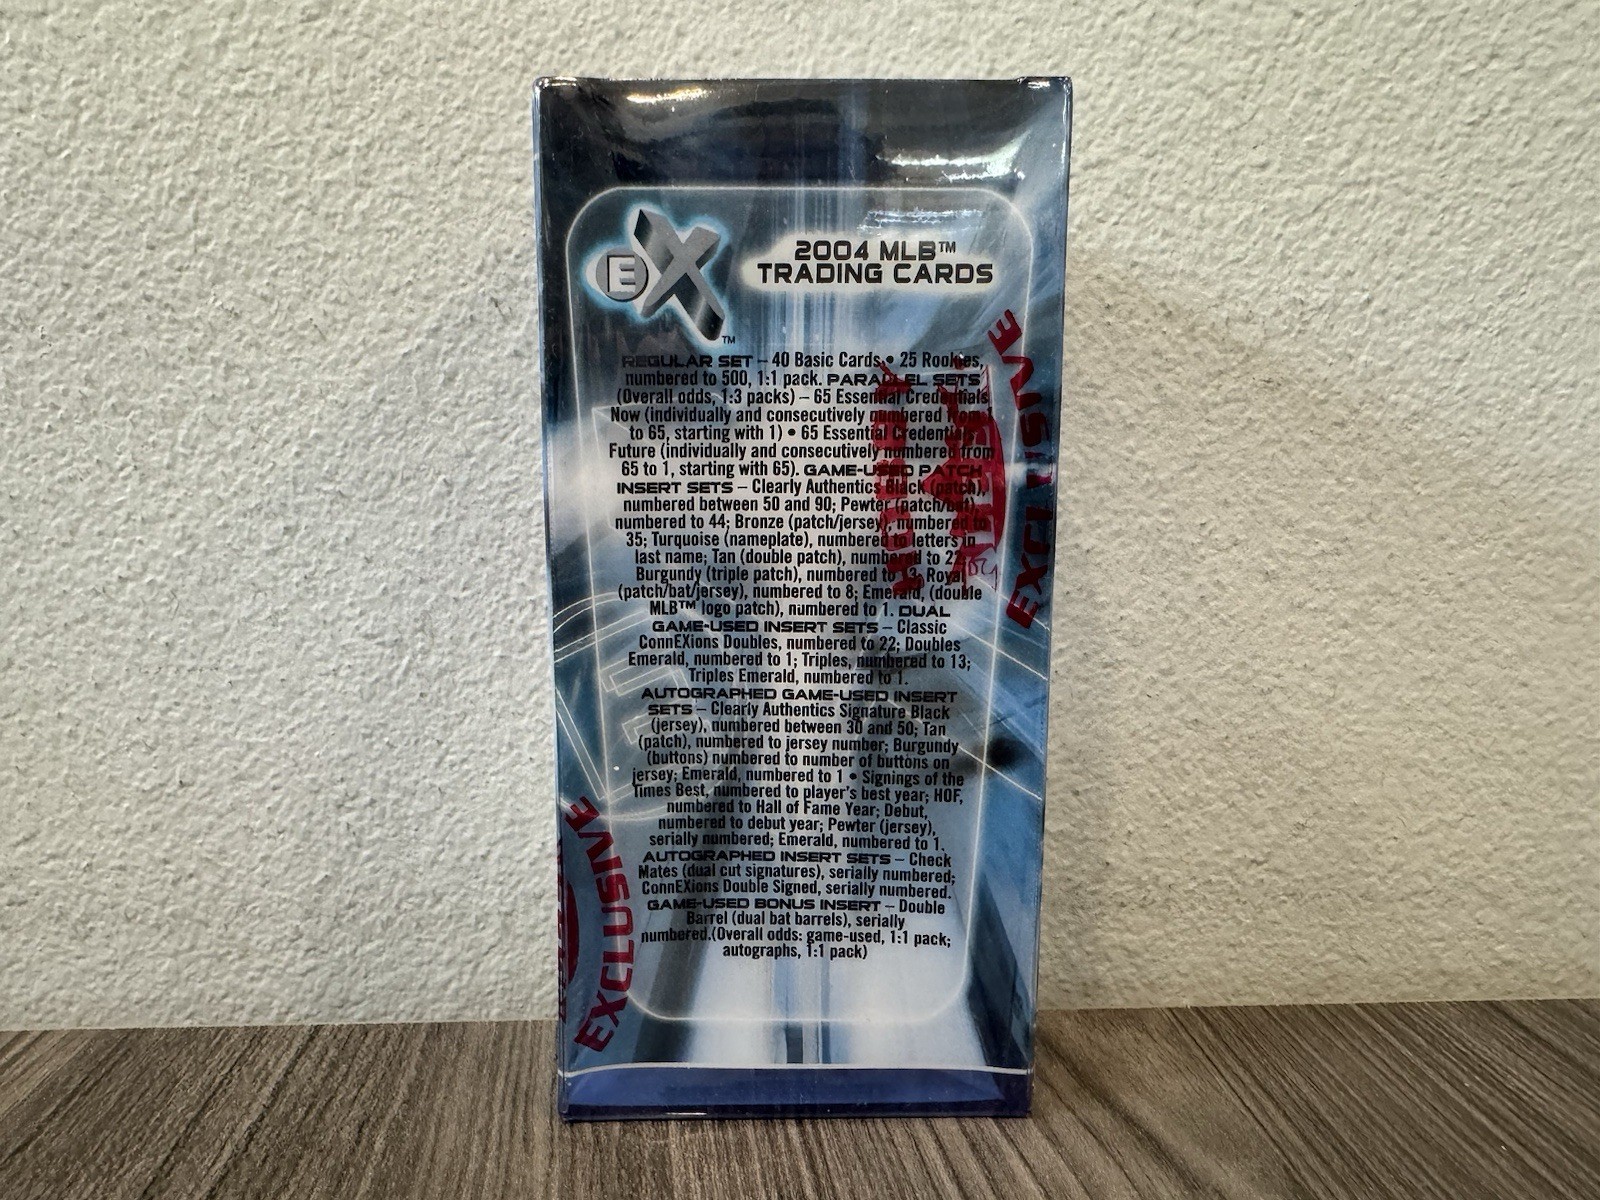 EX™
2004 MLB™
TRADING CARDS
REGULAR SET – 40 Basic Cards • 25 Rookies,
numbered to 500, 1:1 pack. PARALLEL SETS
(Overall odds, 1:3 packs) – 65 Essential Credentials
Now (individually and consecutively numbered from 1
to 65, starting with 1) • 65 Essential Credentials
Future (individually and consecutively numbered from
65 to 1, starting with 65). GAME-USED PATCH
INSERT SETS – Clearly Authentics Black (patch),
numbered between 50 and 90; Pewter (patch/bat),
numbered to 44; Bronze (patch/jersey), numbered to
35; Turquoise (nameplate), numbered to letters in
last name; Tan (double patch), numbered to 22;
Burgundy (triple patch), numbered to 13; Royal
(patch/bat/jersey), numbered to 8; Emerald, (double
MLB™ logo patch), numbered to 1. DUAL
GAME-USED INSERT SETS – Classic
ConnEXions Doubles, numbered to 22; Doubles
Emerald, numbered to 1; Triples, numbered to 13;
Triples Emerald, numbered to 1.
AUTOGRAPHED GAME-USED INSERT
SETS – Clearly Authentics Signature Black
(jersey), numbered between 30 and 50; Tan
(patch), numbered to jersey number; Burgundy
(buttons) numbered to number of buttons on
jersey; Emerald, numbered to 1 • Signings of the
Times Best, numbered to player's best year; HOF,
numbered to Hall of Fame Year; Debut,
numbered to debut year; Pewter (jersey),
serially numbered; Emerald, numbered to 1.
AUTOGRAPHED INSERT SETS – Check
Mates (dual cut signatures), serially numbered;
ConnEXions Double Signed, serially numbered.
GAME-USED BONUS INSERT – Double
Barrel (dual bat barrels), serially
numbered.(Overall odds: game-used, 1:1 pack;
autographs, 1:1 pack)
HOBBY
EXCLUSIVE
EXCLUSIVE